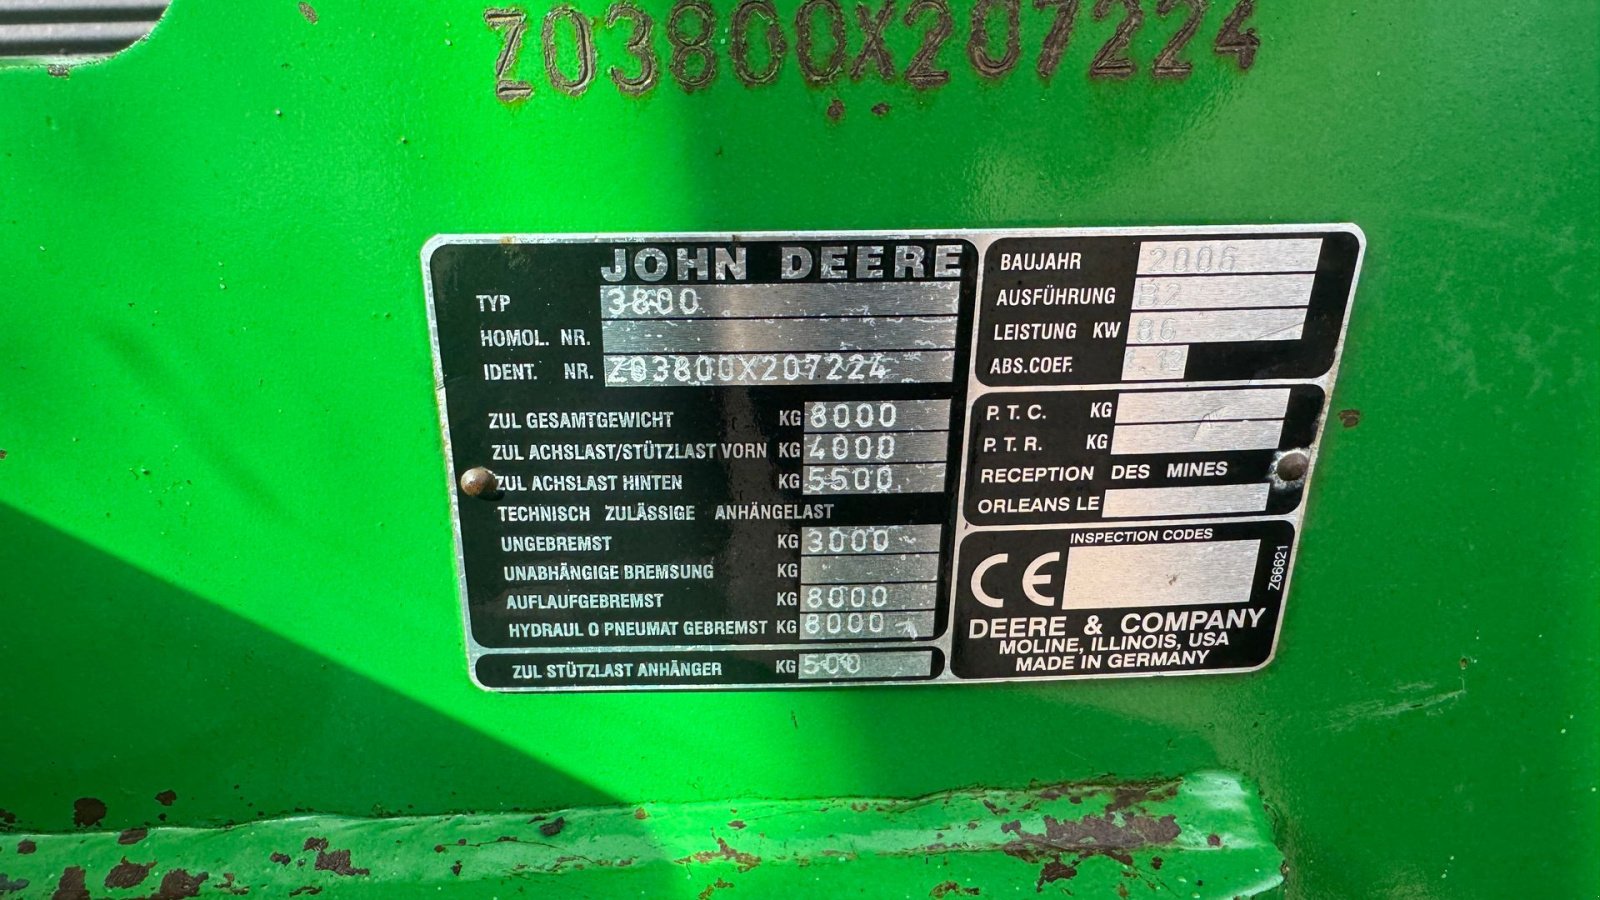 Z03800X207224
JOHN DEERE
TYP 3800
HOMOL. NR.
IDENT. NR. Z03800X207224
ZUL GESAMTGEWICHT KG 8000
ZUL ACHSLAST/STÜTZLAST VORN KG 4000
ZUL ACHSLAST HINTEN KG 5500
TECHNISCH ZULÄSSIGE ANHÄNGELAST
UNGEBREMST KG 3000
UNABHÄNGIGE BREMSUNG KG
AUFLAUFGEBREMST KG 8000
HYDRAUL O PNEUMAT GEBREMST KG 8000
ZUL STÜTZLAST ANHÄNGER KG 500
BAUJAHR 2006
AUSFÜHRUNG B2
LEISTUNG KW 86
ABS.COEF. 1.12
P. T. C. KG
P. T. R. KG
RECEPTION DES MINES
ORLEANS LE
INSPECTION CODES
CE
Z66621
DEERE & COMPANY
MOLINE, ILLINOIS, USA
MADE IN GERMANY